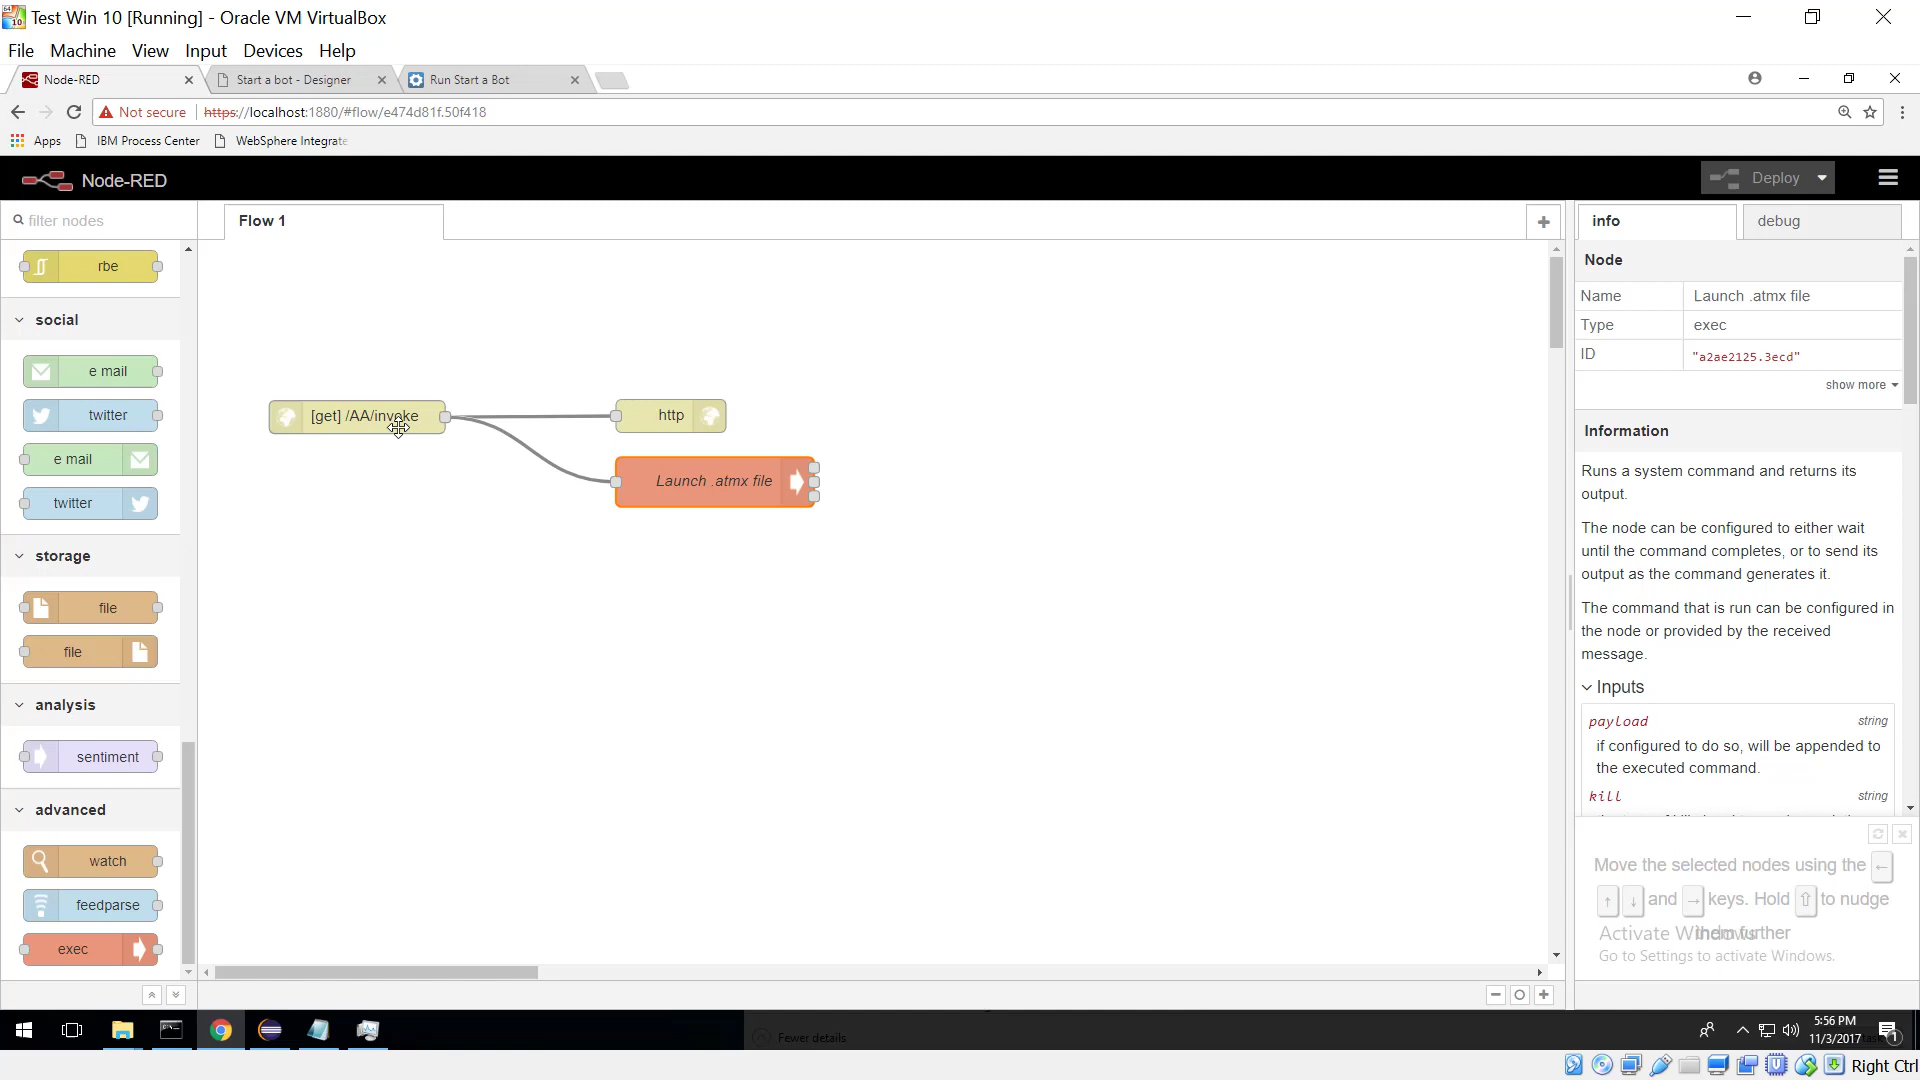 Test Win 10 [Running] - Oracle VM VirtualBox
File Machine View Input Devices Help
Node-RED
Start a bot - Designer
Run Start a Bot
Not secure https://localhost:1880/#flow/e474d81f.50f418
Apps IBM Process Center WebSphere Integrate
Node-RED
Deploy
filter nodes
Flow 1
info
debug
rbe
social
e mail
twitter
e mail
twitter
storage
file
file
analysis
sentiment
advanced
watch
feedparse
exec
[get] /AA/invoke
http
Launch .atmx file
Node
Name Launch .atmx file
Type exec
ID "a2ae2125.3ecd"
show more
Information
Runs a system command and returns its
output.
The node can be configured to either wait
until the command completes, or to send its
output as the command generates it.
The command that is run can be configured in
the node or provided by the received
message.
Inputs
payload string
if configured to do so, will be appended to
the executed command.
kill string
Move the selected nodes using the ←
↑ ↓ and → keys. Hold ⇧ to nudge
them further
Activate Windows
Go to Settings to activate Windows.
Fewer details
5:56 PM
11/3/2017
1
Right Ctrl